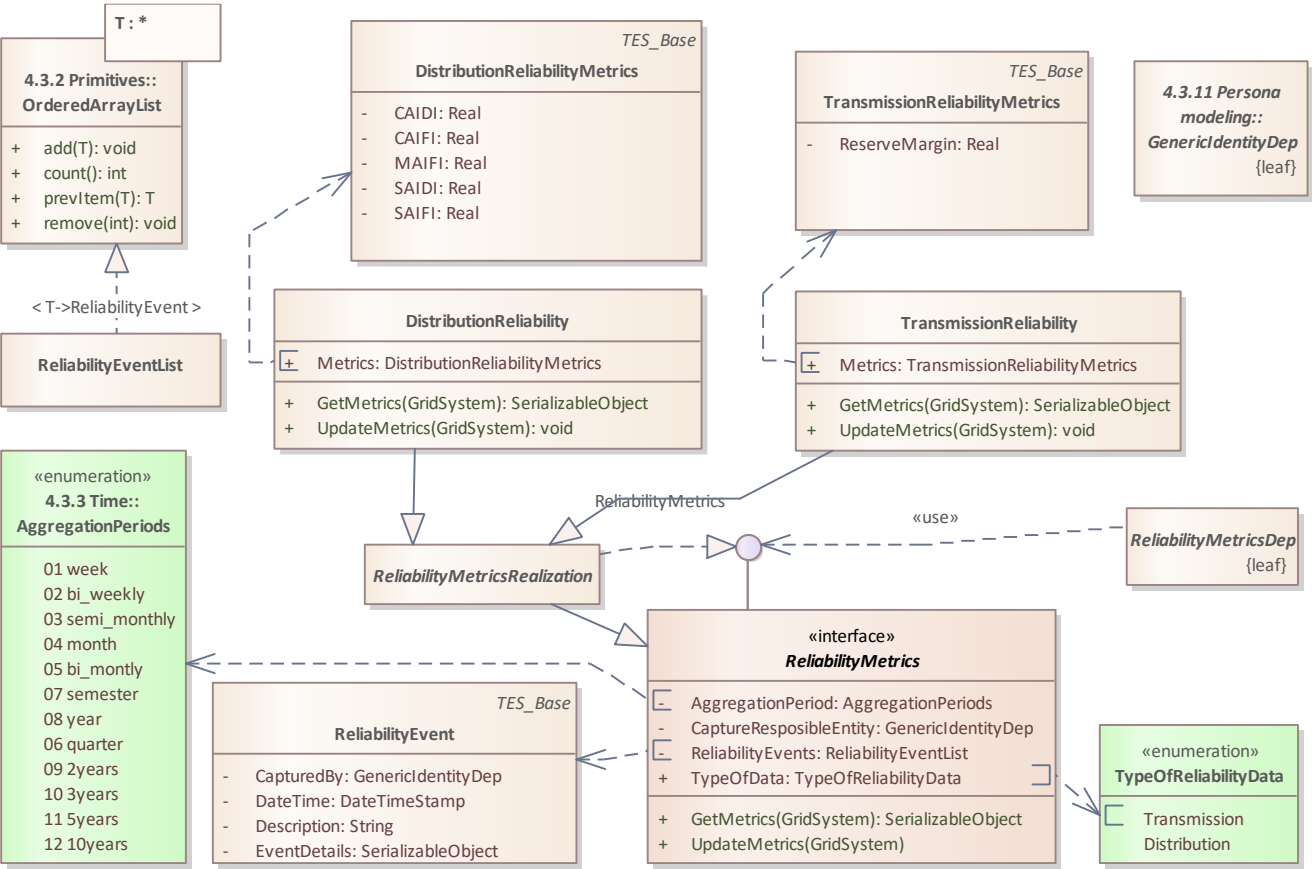 T : *
4.3.2 Primitives::
OrderedArrayList
+ add(T): void
+ count(): int
+ prevItem(T): T
+ remove(int): void
< T->ReliabilityEvent >
ReliabilityEventList
TES_Base
DistributionReliabilityMetrics
- CAIDI: Real
- CAIFI: Real
- MAIFI: Real
- SAIDI: Real
- SAIFI: Real
TES_Base
TransmissionReliabilityMetrics
- ReserveMargin: Real
4.3.11 Persona
modeling::
GenericIdentityDep
{leaf}
DistributionReliability
+ Metrics: DistributionReliabilityMetrics
+ GetMetrics(GridSystem): SerializableObject
+ UpdateMetrics(GridSystem): void
TransmissionReliability
+ Metrics: TransmissionReliabilityMetrics
+ GetMetrics(GridSystem): SerializableObject
+ UpdateMetrics(GridSystem): void
«enumeration»
4.3.3 Time::
AggregationPeriods
01 week
02 bi_weekly
03 semi_monthly
04 month
05 bi_montly
07 semester
08 year
06 quarter
09 2years
10 3years
11 5years
12 10years
ReliabilityMetrics
«use»
ReliabilityMetricsRealization
ReliabilityMetricsDep
{leaf}
TES_Base
ReliabilityEvent
- CapturedBy: GenericIdentityDep
- DateTime: DateTimeStamp
- Description: String
- EventDetails: SerializableObject
«interface»
ReliabilityMetrics
- AggregationPeriod: AggregationPeriods
- CaptureResposibleEntity: GenericIdentityDep
- ReliabilityEvents: ReliabilityEventList
+ TypeOfData: TypeOfReliabilityData
+ GetMetrics(GridSystem): SerializableObject
+ UpdateMetrics(GridSystem)
«enumeration»
TypeOfReliabilityData
Transmission
Distribution